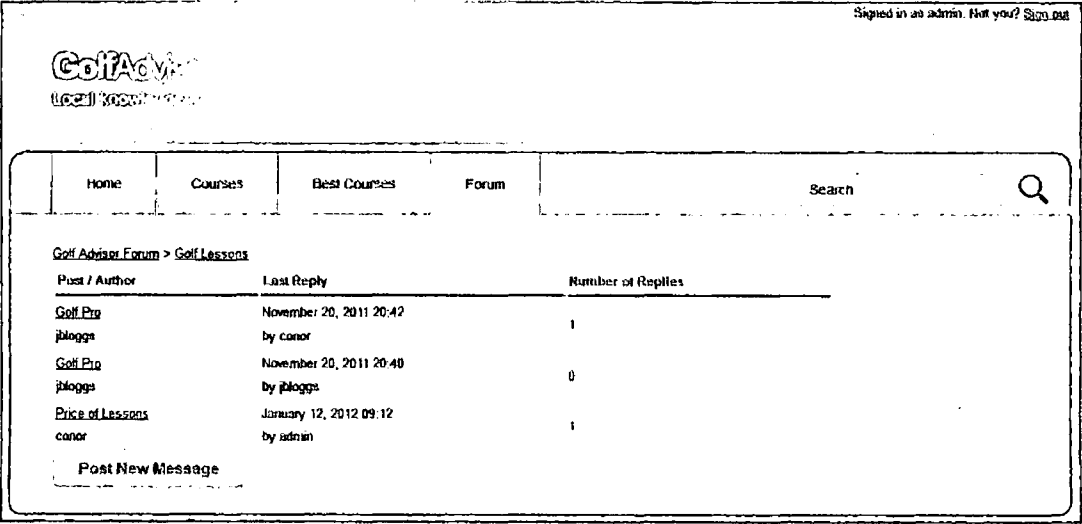 Signed in as admin. Not you? Sign out
GolfAdvi
Local know
Home Courses Best Courses Forum Search
Golf Advisor Forum > Golf Lessons
Post / Author Last Reply Number of Replies
Golf Pro November 20, 2011 20:42
1
jbloggs by conor
Golf Pro November 20, 2011 20:40
0
jbloggs by jbloggs
Price of Lessons January 12, 2012 09:12
1
conor by admin
Post New Message